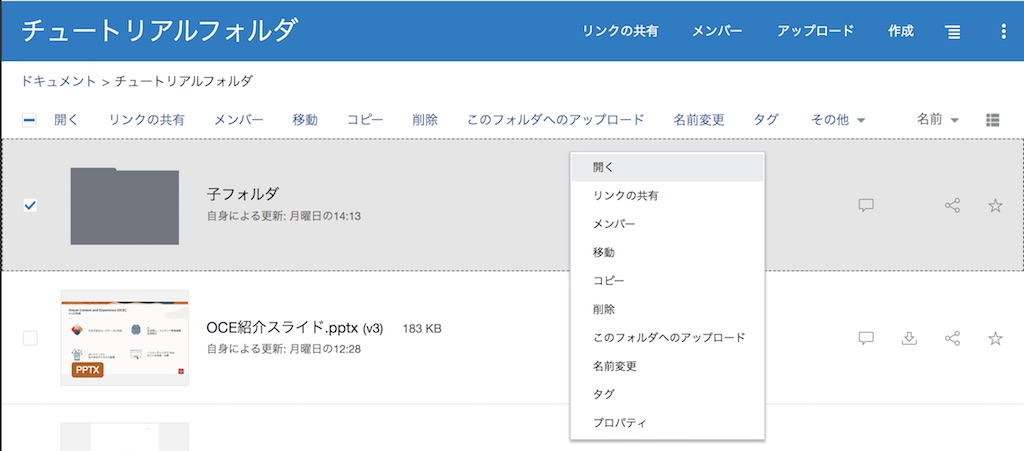 チュートリアルフォルダ
リンクの共有 メンバー アップロード 作成
ドキュメント > チュートリアルフォルダ
開く リンクの共有 メンバー 移動 コピー 削除 このフォルダへのアップロード 名前変更 タグ その他 名前
子フォルダ
自身による更新: 月曜日の14:13
OCE紹介スライド.pptx (v3) 183 KB
自身による更新: 月曜日の12:28
Oracle Content and Experience (OCE)
PPTX
開く
リンクの共有
メンバー
移動
コピー
削除
このフォルダへのアップロード
名前変更
タグ
プロパティ